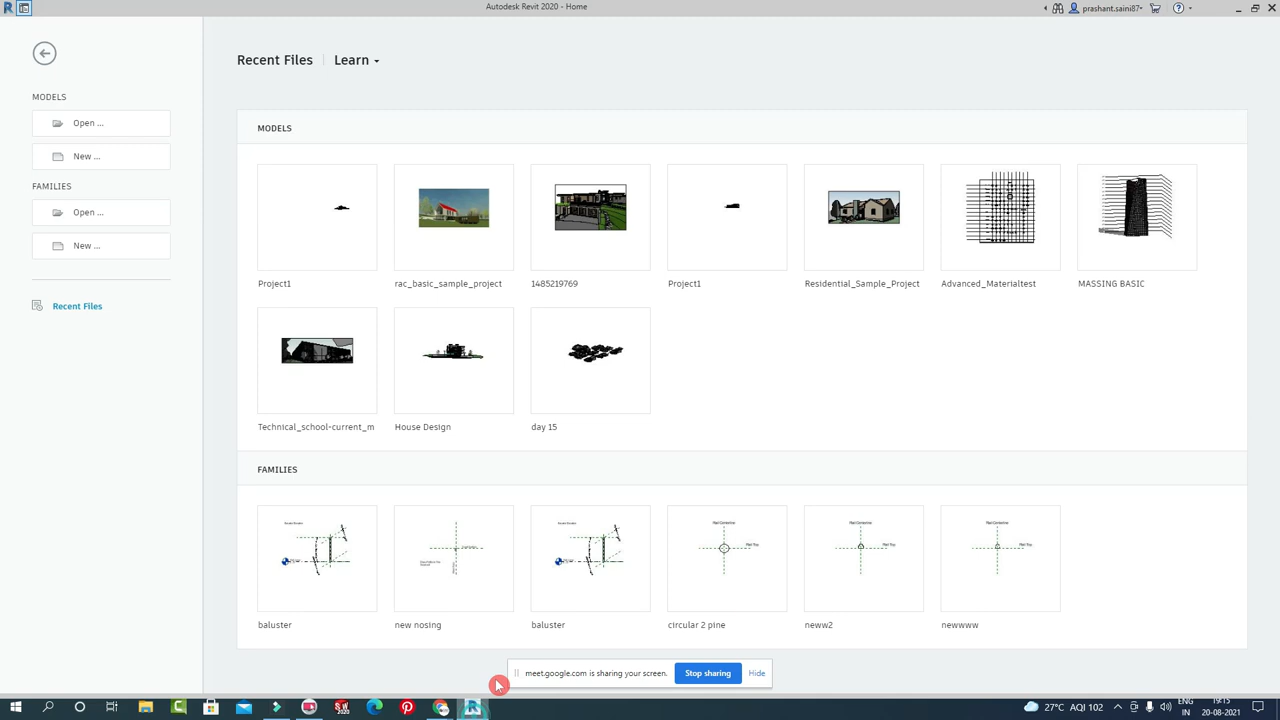 Autodesk Revit 2020 - Home
prashant.saini87
Recent Files
Learn
MODELS
Open ...
New ...
FAMILIES
Open ...
New ...
Recent Files
MODELS
Project1
rac_basic_sample_project
1485219769
Project1
Residential_Sample_Project
Advanced_Materialtest
MASSING BASIC
Technical_school-current_m
House Design
day 15
FAMILIES
baluster
new nosing
baluster
circular 2 pine
neww2
newwww
meet.google.com is sharing your screen.
Stop sharing
Hide
27°C AQI 102
ENG
IN
19:15
20-08-2021